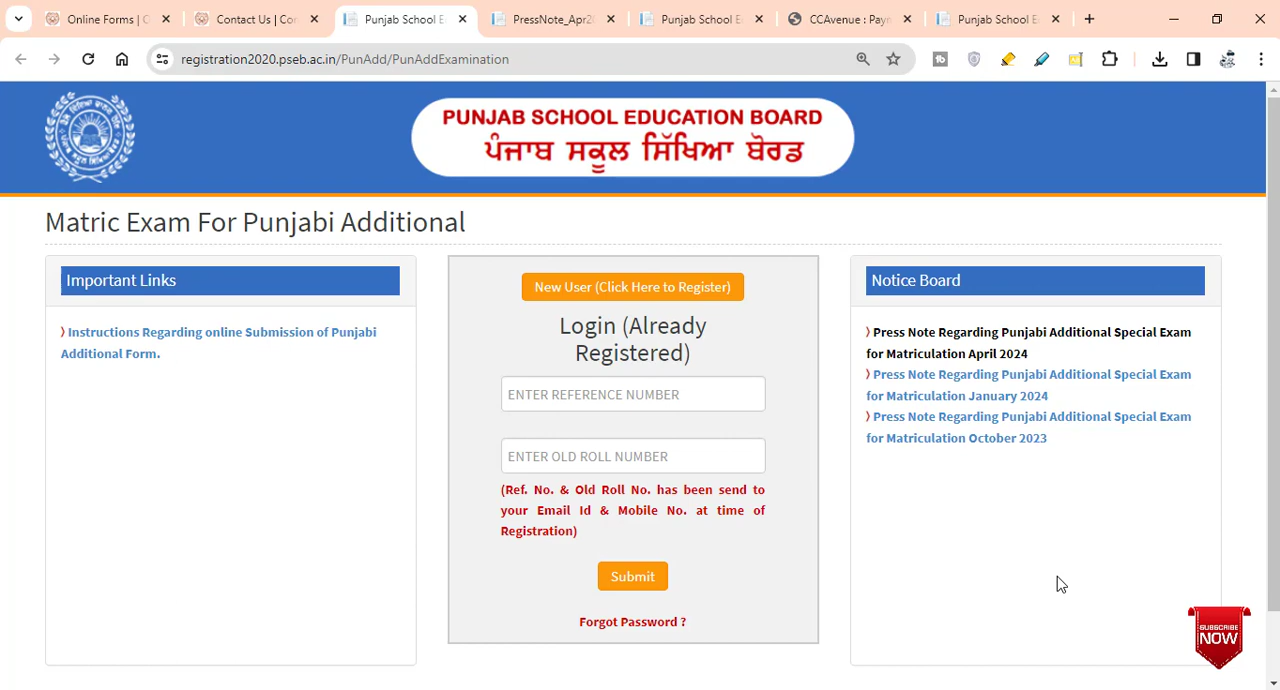 Online Forms | C
Contact Us | Cor
Punjab School E
PressNote_Apr20
Punjab School E
CCAvenue : Payn
Punjab School E
registration2020.pseb.ac.in/PunAdd/PunAddExamination
PUNJAB SCHOOL EDUCATION BOARD
ਪੰਜਾਬ ਸਕੂਲ ਸਿੱਖਿਆ ਬੋਰਡ
Matric Exam For Punjabi Additional
Important Links
Instructions Regarding online Submission of Punjabi
Additional Form.
New User (Click Here to Register)
Login (Already
Registered)
ENTER REFERENCE NUMBER
ENTER OLD ROLL NUMBER
(Ref. No. & Old Roll No. has been send to
your Email Id & Mobile No. at time of
Registration)
Submit
Forgot Password ?
Notice Board
Press Note Regarding Punjabi Additional Special Exam
for Matriculation April 2024
Press Note Regarding Punjabi Additional Special Exam
for Matriculation January 2024
Press Note Regarding Punjabi Additional Special Exam
for Matriculation October 2023
SUBSCRIBE
NOW